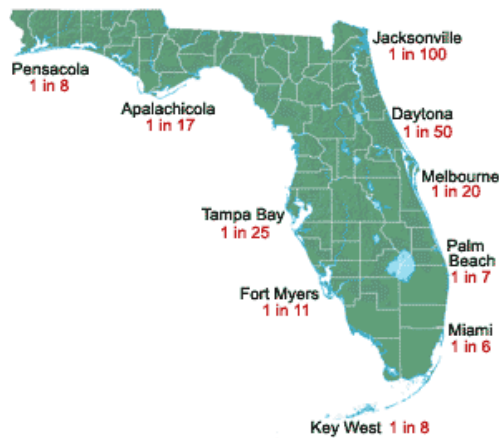 Jacksonville
1 in 100
Pensacola
1 in 8
Apalachicola
1 in 17
Daytona
1 in 50
Melbourne
1 in 20
Tampa Bay
1 in 25
Palm
Beach
1 in 7
Fort Myers
1 in 11
Miami
1 in 6
Key West 1 in 8